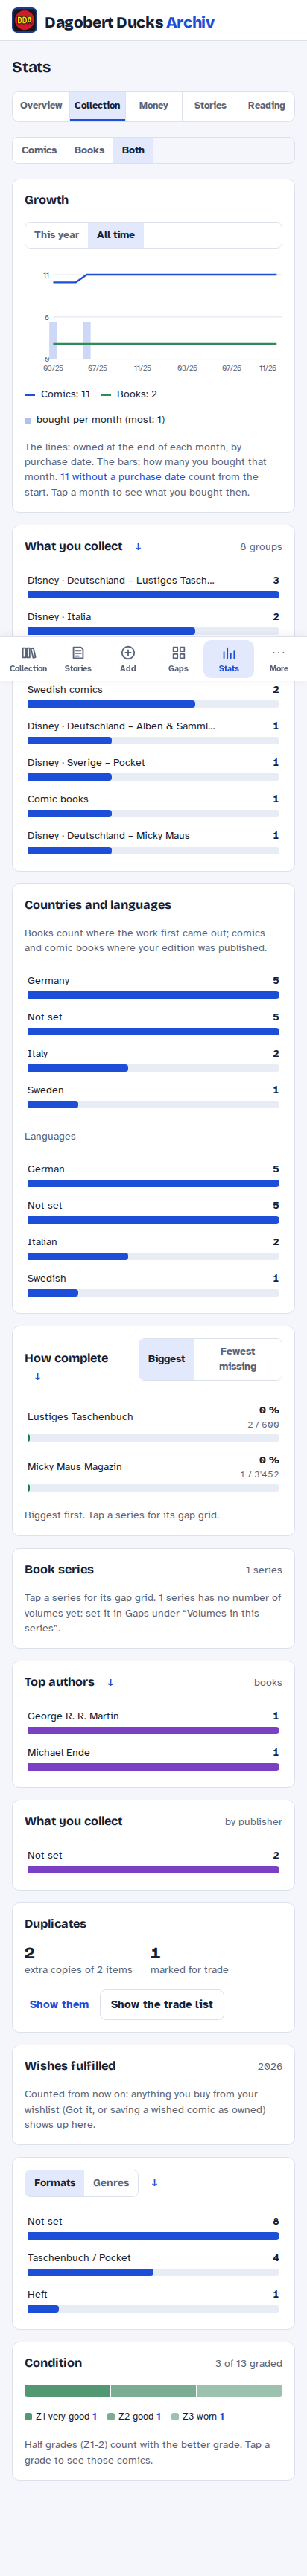 DDA
Dagobert Ducks Archiv
Stats
Overview
Collection
Money
Stories
Reading
Comics
Books
Both
Growth
This year
All time
11
6
0
03/25
07/25
11/25
03/26
07/26
11/26
Comics: 11
Books: 2
bought per month (most: 1)
The lines: owned at the end of each month, by
purchase date. The bars: how many you bought that
month. 11 without a purchase date count from the
start. Tap a month to see what you bought then.
What you collect ↓
8 groups
Disney · Deutschland – Lustiges Tasch...
3
Disney · Italia
2
Collection
Stories
Add
Gaps
Stats
More
Swedish comics
2
Disney · Deutschland – Alben & Samml...
1
Disney · Sverige – Pocket
1
Comic books
1
Disney · Deutschland – Micky Maus
1
Countries and languages
Books count where the work first came out; comics
and comic books where your edition was published.
Germany
5
Not set
5
Italy
2
Sweden
1
Languages
German
5
Not set
5
Italian
2
Swedish
1
How complete
↓
Biggest
Fewest
missing
Lustiges Taschenbuch
0 %
2 / 600
Micky Maus Magazin
0 %
1 / 3'452
Biggest first. Tap a series for its gap grid.
Book series
1 series
Tap a series for its gap grid. 1 series has no number of
volumes yet: set it in Gaps under “Volumes in this
series”.
Top authors ↓
books
George R. R. Martin
1
Michael Ende
1
What you collect
by publisher
Not set
2
Duplicates
2
extra copies of 2 items
1
marked for trade
Show them
Show the trade list
Wishes fulfilled
2026
Counted from now on: anything you buy from your
wishlist (Got it, or saving a wished comic as owned)
shows up here.
Formats
Genres
↓
Not set
8
Taschenbuch / Pocket
4
Heft
1
Condition
3 of 13 graded
Z1 very good 1
Z2 good 1
Z3 worn 1
Half grades (Z1-2) count with the better grade. Tap a
grade to see those comics.